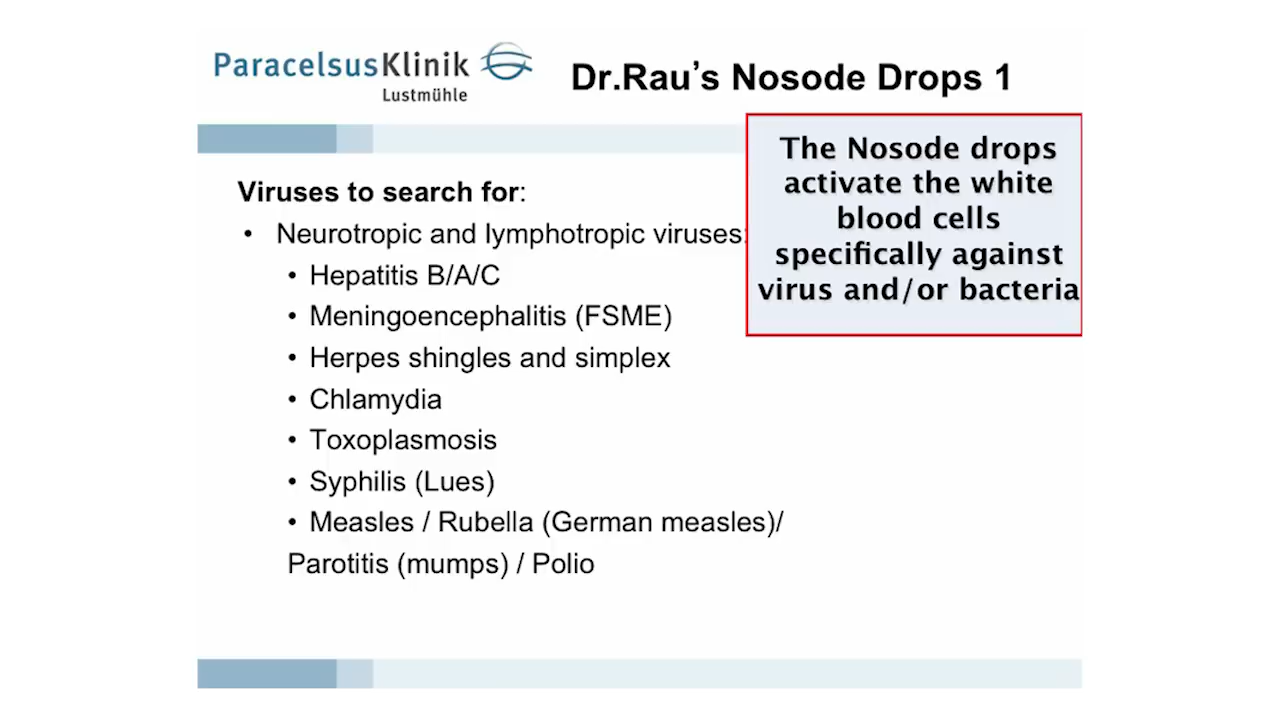 ParacelsusKlinik
Lustmühle
Dr.Rau's Nosode Drops 1
The Nosode drops
activate the white
blood cells
specifically against
virus and/or bacteria
Viruses to search for:
• Neurotropic and lymphotropic viruses:
• Hepatitis B/A/C
• Meningoencephalitis (FSME)
• Herpes shingles and simplex
• Chlamydia
• Toxoplasmosis
• Syphilis (Lues)
• Measles / Rubella (German measles)/
Parotitis (mumps) / Polio